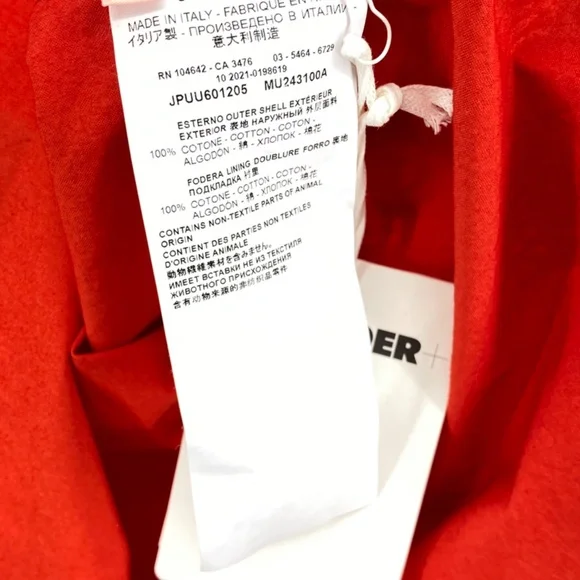 MADE IN ITALY - FABRIQUE EN ITALIE
イタリア製 - ПРОИЗВЕДЕНО В ИТАЛИИ
意大利制造
RN 104642 - CA 3476 03 - 5464 - 6729
10 2021-0198619
JPUU601205 MU243100A
ESTERNO OUTER SHELL EXTÉRIEUR
EXTERIOR 表地 НАРУЖНЫЙ 外层面料
100% COTONE - COTTON - COTON -
ALGODON - 綿 - ХЛОПОК - 棉花
FODERA LINING DOUBLURE FORRO 裏地
ПОДКЛАДКА 衬里
100% COTONE - COTTON - COTON -
ALGODON - 綿 - ХЛОПОК - 棉花
CONTAINS NON-TEXTILE PARTS OF ANIMAL
ORIGIN
CONTIENT DES PARTIES NON TEXTILES
D'ORIGINE ANIMALE
動物繊維素材を含みません。
ИМЕЕТ ВСТАВКИ НЕ ИЗ ТЕКСТИЛЯ
ЖИВОТНОГО ПРОИСХОЖДЕНИЯ
含有动物来源的非纺织品零件
DER+